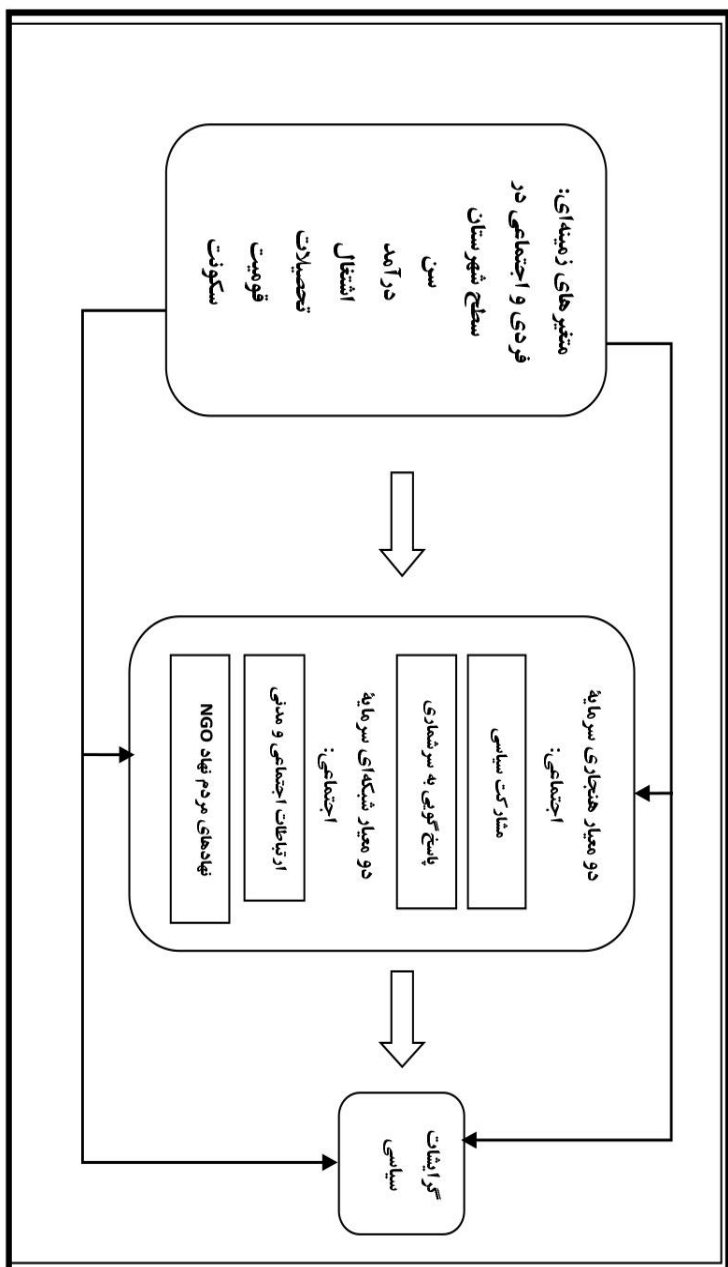 متغیرهای زمینه‌ای:
فردی و اجتماعی در
سطح شهرستان
سن
درآمد
اشتغال
تحصیلات
قومیت
سکونت
دو معیار هنجاری سرمایهٔ
اجتماعی:
مشارکت سیاسی
پاسخ گویی به سرشماری
دو معیار شبکه‌ای سرمایهٔ
اجتماعی:
ارتباطات اجتماعی و مدنی
نهادهای مردم نهاد NGO
گرایشات
سیاسی